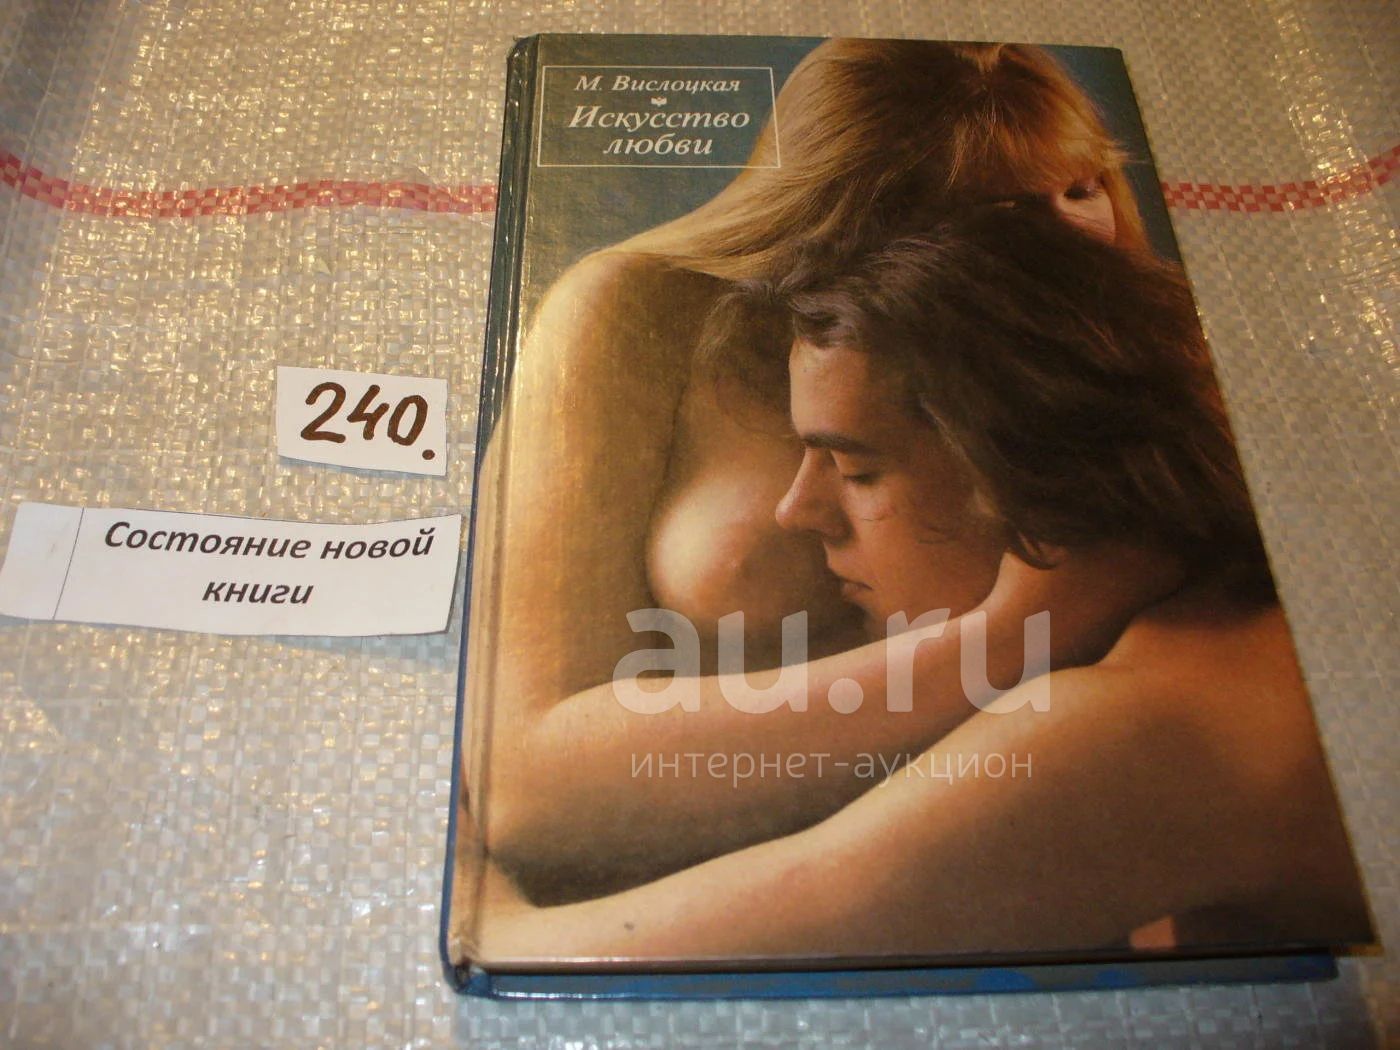 М. Вислоцкая
Искусство
любви
240.
Состояние новой
книги
au.ru
интернет-аукцион